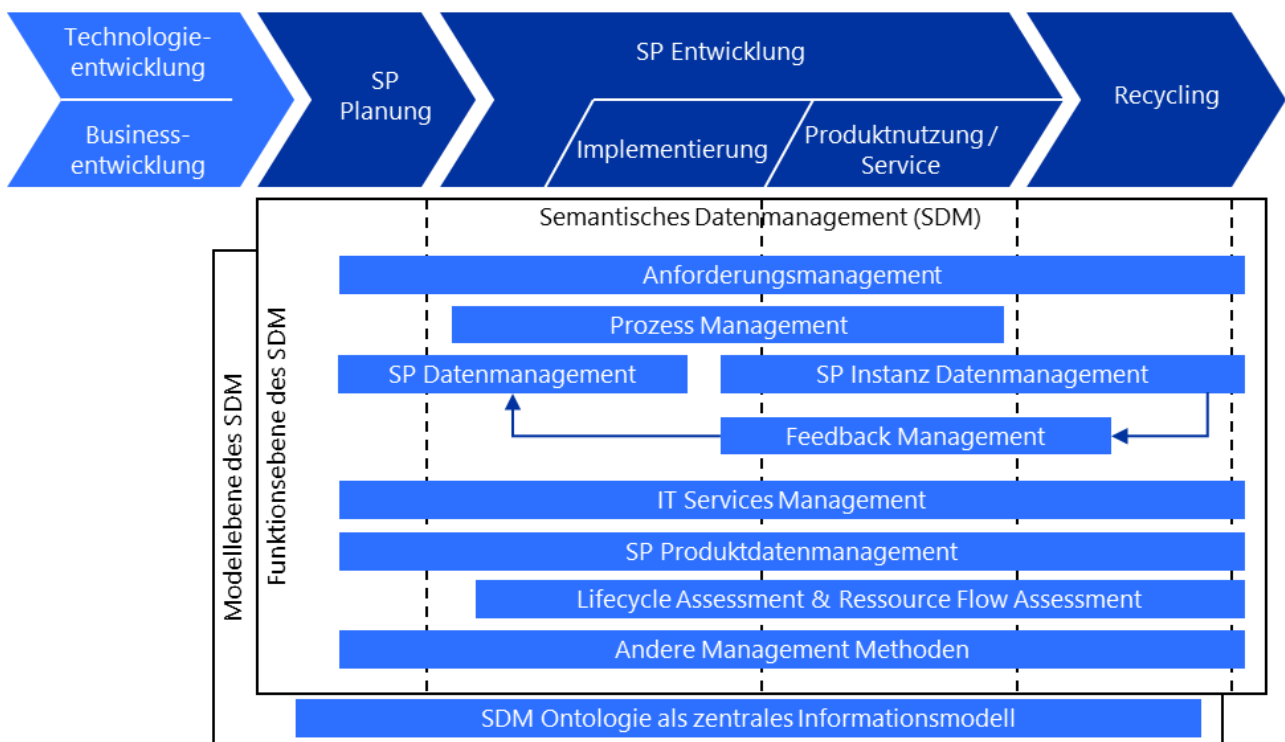 Technologie-
entwicklung
Business-
entwicklung
SP
Planung
SP Entwicklung
Implementierung
Produktnutzung /
Service
Recycling
Semantisches Datenmanagement (SDM)
Modellebene des SDM
Funktionsebene des SDM
Anforderungsmanagement
Prozess Management
SP Datenmanagement
SP Instanz Datenmanagement
Feedback Management
IT Services Management
SP Produktdatenmanagement
Lifecycle Assessment & Ressource Flow Assessment
Andere Management Methoden
SDM Ontologie als zentrales Informationsmodell